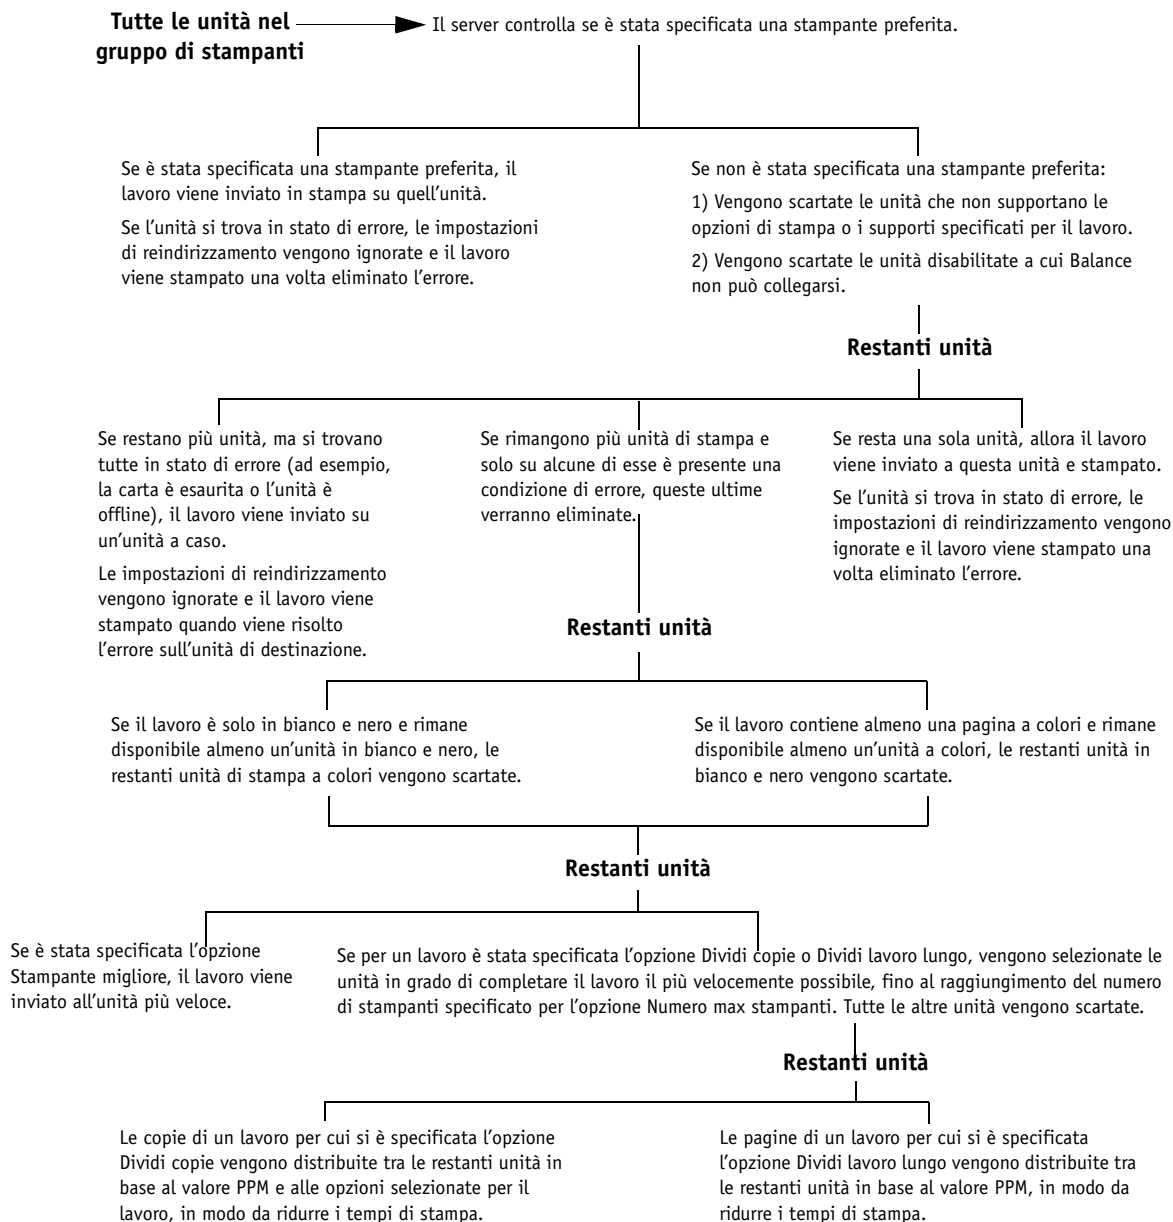 Tutte le unità nel
gruppo di stampanti
Il server controlla se è stata specificata una stampante preferita.
Se è stata specificata una stampante preferita, il
lavoro viene inviato in stampa su quell’unità.
Se l’unità si trova in stato di errore, le impostazioni
di reindirizzamento vengono ignorate e il lavoro
viene stampato una volta eliminato l’errore.
Se non è stata specificata una stampante preferita:
1) Vengono scartate le unità che non supportano le
opzioni di stampa o i supporti specificati per il lavoro.
2) Vengono scartate le unità disabilitate a cui Balance
non può collegarsi.
Restanti unità
Se restano più unità, ma si trovano
tutte in stato di errore (ad esempio,
la carta è esaurita o l’unità è
offline), il lavoro viene inviato su
un’unità a caso.
Le impostazioni di reindirizzamento
vengono ignorate e il lavoro viene
stampato quando viene risolto
l’errore sull’unità di destinazione.
Se rimangono più unità di stampa e
solo su alcune di esse è presente una
condizione di errore, queste ultime
verranno eliminate.
Se resta una sola unità, allora il lavoro
viene inviato a questa unità e stampato.
Se l’unità si trova in stato di errore, le
impostazioni di reindirizzamento vengono
ignorate e il lavoro viene stampato una
volta eliminato l’errore.
Restanti unità
Se il lavoro è solo in bianco e nero e rimane
disponibile almeno un’unità in bianco e nero, le
restanti unità di stampa a colori vengono scartate.
Se il lavoro contiene almeno una pagina a colori e rimane
disponibile almeno un’unità a colori, le restanti unità in
bianco e nero vengono scartate.
Restanti unità
Se è stata specificata l’opzione
Stampante migliore, il lavoro viene
inviato all’unità più veloce.
Se per un lavoro è stata specificata l’opzione Dividi copie o Dividi lavoro lungo, vengono selezionate le
unità in grado di completare il lavoro il più velocemente possibile, fino al raggiungimento del numero
di stampanti specificato per l’opzione Numero max stampanti. Tutte le altre unità vengono scartate.
Restanti unità
Le copie di un lavoro per cui si è specificata l’opzione
Dividi copie vengono distribuite tra le restanti unità in
base al valore PPM e alle opzioni selezionate per il
lavoro, in modo da ridurre i tempi di stampa.
Le pagine di un lavoro per cui si è specificata
l’opzione Dividi lavoro lungo vengono distribuite tra
le restanti unità in base al valore PPM, in modo da
ridurre i tempi di stampa.